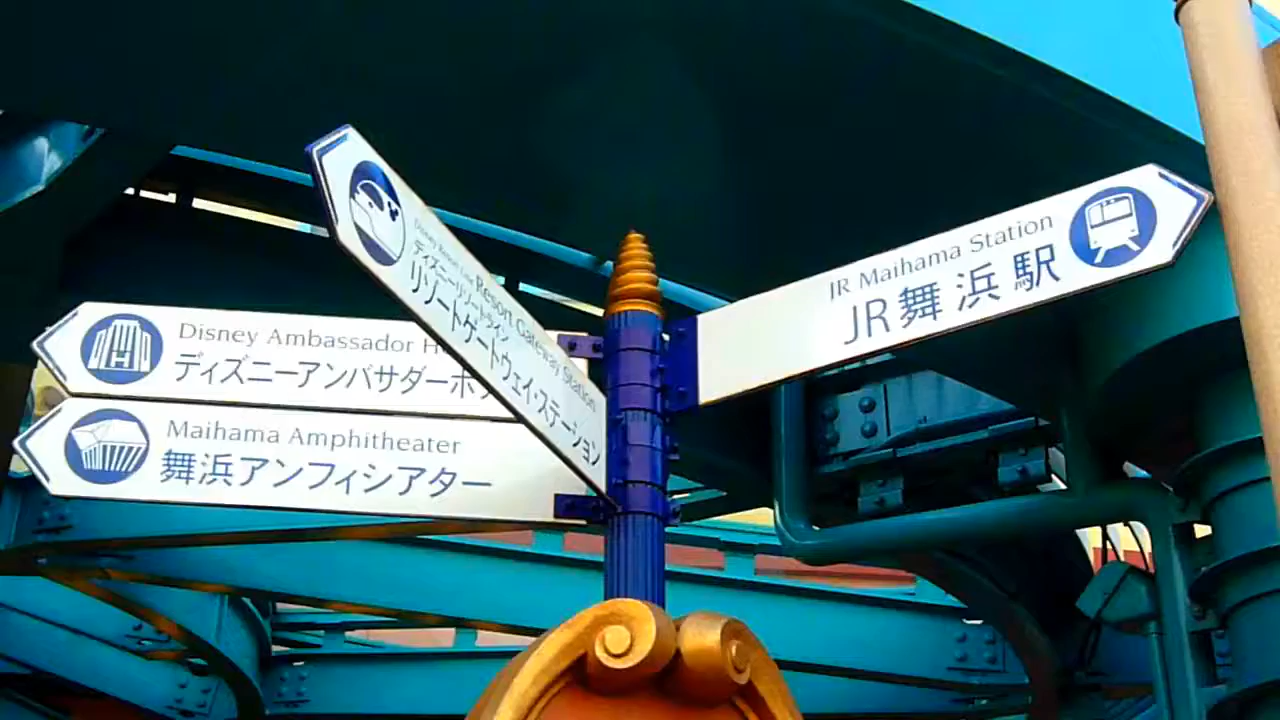 Disney Resort Line Resort Gateway Station
ディズニーリゾートライン
リゾートゲートウェイ・ステーション
JR Maihama Station
JR舞浜駅
Disney Ambassador
ディズニーアンバサダーホ
Maihama Amphitheater
舞浜アンフィシアター